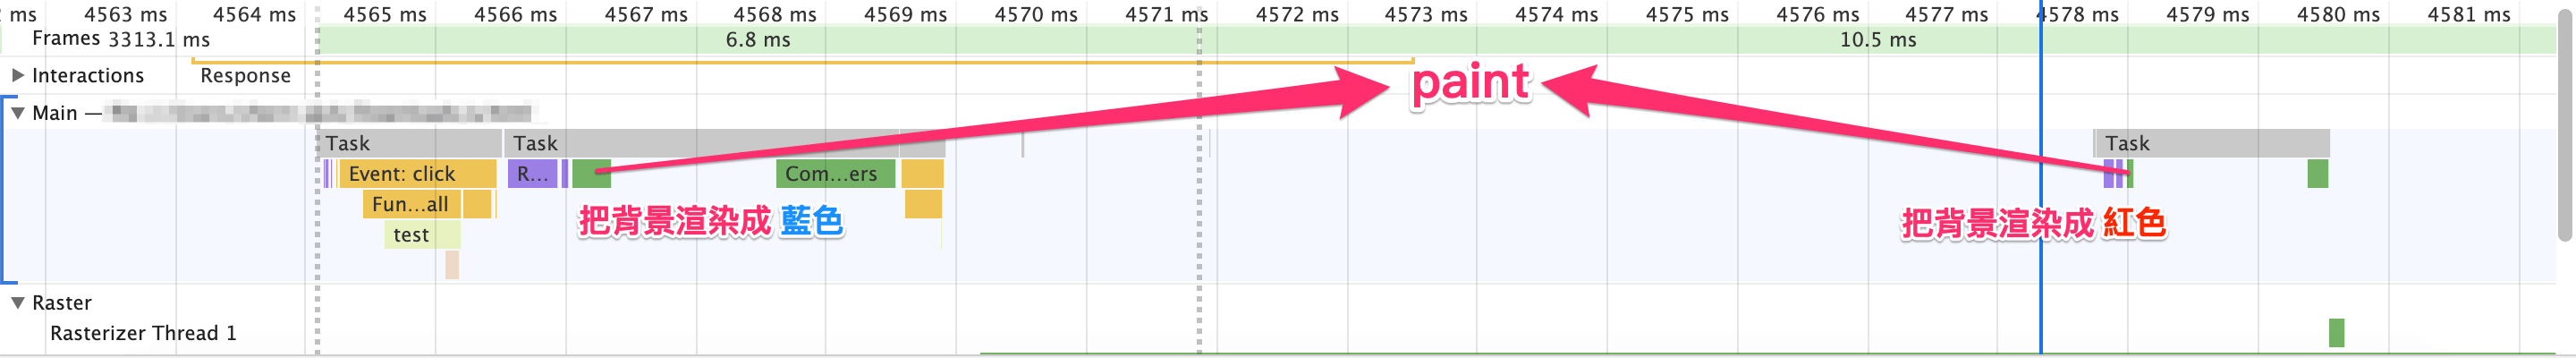 ms 4563 ms 4564 ms 4565 ms 4566 ms 4567 ms 4568 ms 4569 ms 4570 ms 4571 ms 4572 ms 4573 ms 4574 ms 4575 ms 4576 ms 4577 ms 4578 ms 4579 ms 4580 ms 4581 ms
Frames 3313.1 ms 6.8 ms 10.5 ms
Interactions Response
paint
Main —
Task Task Task
Event: click R... Com...ers
Fun...all
把背景渲染成 藍色 把背景渲染成 紅色
test
Raster
Rasterizer Thread 1